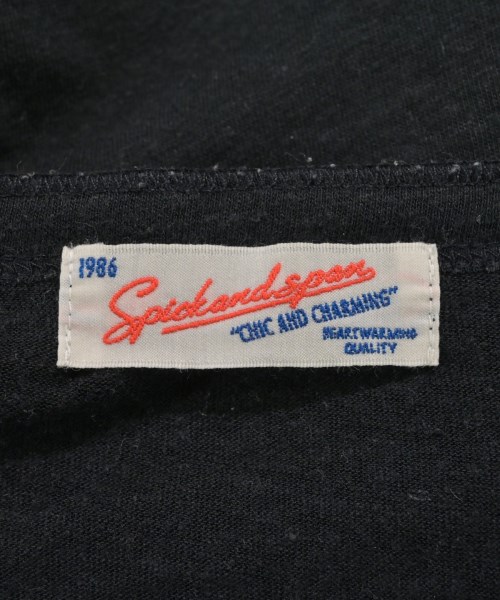 1986
Spickandspan
"CHIC AND CHARMING"
HEARTWARMING
QUALITY